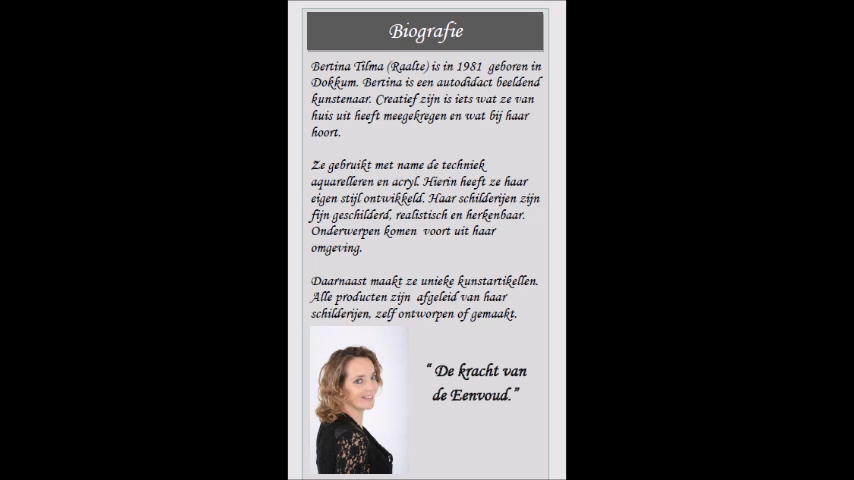 Biografie
Bertina Tilma (Raalte) is in 1981 geboren in
Dokkum. Bertina is een autodidact beeldend
kunstenaar. Creatief zijn is iets wat ze van
huis uit heeft meegekregen en wat bij haar
hoort.
Ze gebruikt met name de techniek
aquarelleren en acryl. Hierin heeft ze haar
eigen stijl ontwikkeld. Haar schilderijen zijn
fijn geschilderd, realistisch en herkenbaar.
Onderwerpen komen voort uit haar
omgeving.
Daarnaast maakt ze unieke kunstartikellen.
Alle producten zijn afgeleid van haar
schilderijen, zelf ontworpen of gemaakt.
“ De kracht van
de Eenvoud.”